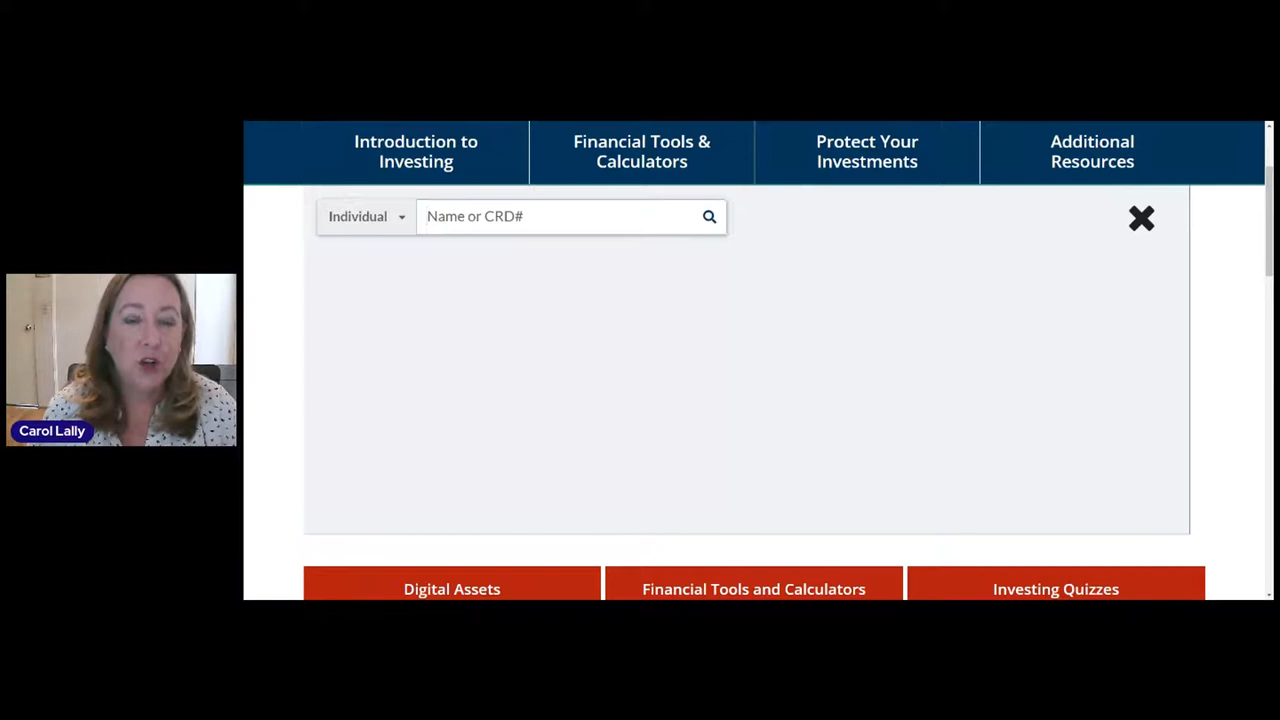 Introduction to
Investing
Financial Tools &
Calculators
Protect Your
Investments
Additional
Resources
Individual
Name or CRD#
Carol Lally
Digital Assets
Financial Tools and Calculators
Investing Quizzes